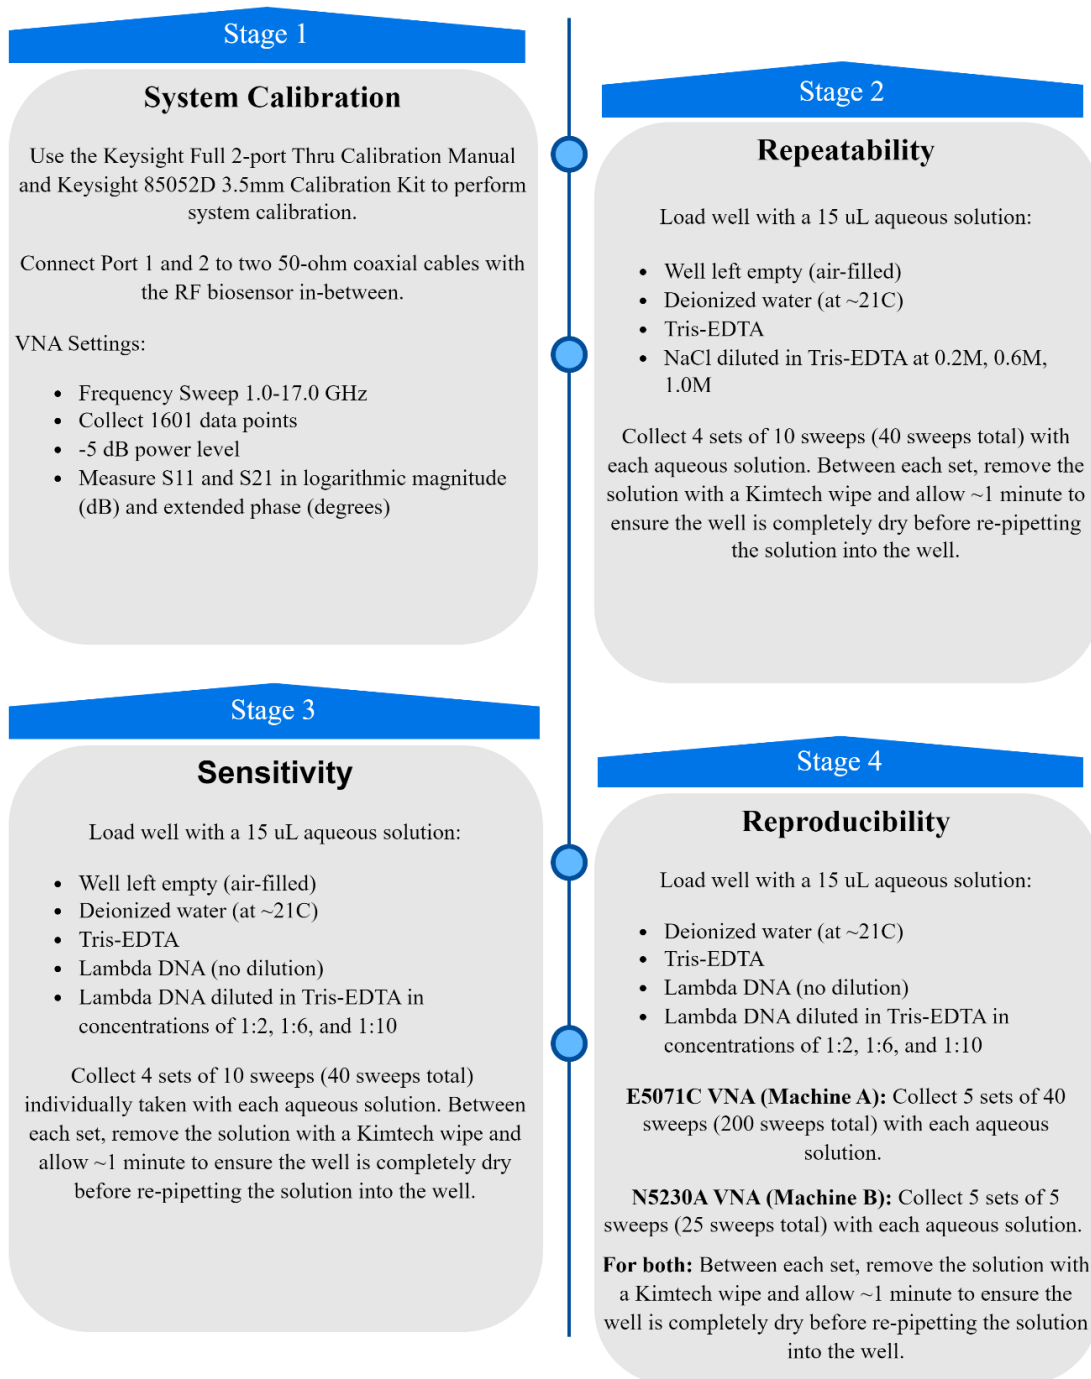 Stage 1
System Calibration
Use the Keysight Full 2-port Thru Calibration Manual
and Keysight 85052D 3.5mm Calibration Kit to perform
system calibration.
Connect Port 1 and 2 to two 50-ohm coaxial cables with
the RF biosensor in-between.
VNA Settings:
• Frequency Sweep 1.0-17.0 GHz
• Collect 1601 data points
• -5 dB power level
• Measure S11 and S21 in logarithmic magnitude
(dB) and extended phase (degrees)
Stage 2
Repeatability
Load well with a 15 uL aqueous solution:
• Well left empty (air-filled)
• Deionized water (at ~21C)
• Tris-EDTA
• NaCl diluted in Tris-EDTA at 0.2M, 0.6M,
1.0M
Collect 4 sets of 10 sweeps (40 sweeps total) with
each aqueous solution. Between each set, remove the
solution with a Kimtech wipe and allow ~1 minute to
ensure the well is completely dry before re-pipetting
the solution into the well.
Stage 3
Sensitivity
Load well with a 15 uL aqueous solution:
• Well left empty (air-filled)
• Deionized water (at ~21C)
• Tris-EDTA
• Lambda DNA (no dilution)
• Lambda DNA diluted in Tris-EDTA in
concentrations of 1:2, 1:6, and 1:10
Collect 4 sets of 10 sweeps (40 sweeps total)
individually taken with each aqueous solution. Between
each set, remove the solution with a Kimtech wipe and
allow ~1 minute to ensure the well is completely dry
before re-pipetting the solution into the well.
Stage 4
Reproducibility
Load well with a 15 uL aqueous solution:
• Deionized water (at ~21C)
• Tris-EDTA
• Lambda DNA (no dilution)
• Lambda DNA diluted in Tris-EDTA in
concentrations of 1:2, 1:6, and 1:10
E5071C VNA (Machine A): Collect 5 sets of 40
sweeps (200 sweeps total) with each aqueous
solution.
N5230A VNA (Machine B): Collect 5 sets of 5
sweeps (25 sweeps total) with each aqueous solution.
For both: Between each set, remove the solution with
a Kimtech wipe and allow ~1 minute to ensure the
well is completely dry before re-pipetting the solution
into the well.